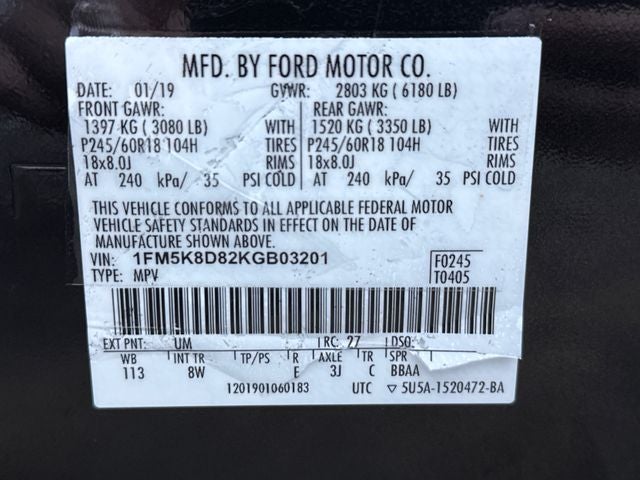 MFD. BY FORD MOTOR CO.
DATE: 01/19 GVWR: 2803 KG ( 6180 LB)
FRONT GAWR: REAR GAWR:
1397 KG ( 3080 LB) WITH 1520 KG ( 3350 LB) WITH
P245/60R18 104H TIRES P245/60R18 104H TIRES
18x8.0J RIMS 18x8.0J RIMS
AT 240 kPa/ 35 PSI COLD AT 240 kPa/ 35 PSI COLD
THIS VEHICLE CONFORMS TO ALL APPLICABLE FEDERAL MOTOR
VEHICLE SAFETY STANDARDS IN EFFECT ON THE DATE OF
MANUFACTURE SHOWN ABOVE.
VIN: 1FM5K8D82KGB03201 F0245
TYPE: MPV T0405
EXT PNT: UM RC: 27 DSO:
WB INT TR TP/PS R AXLE TR SPR
113 8W E 3J C BBAA
1201901060183 UTC ▽ 5U5A-1520472-BA